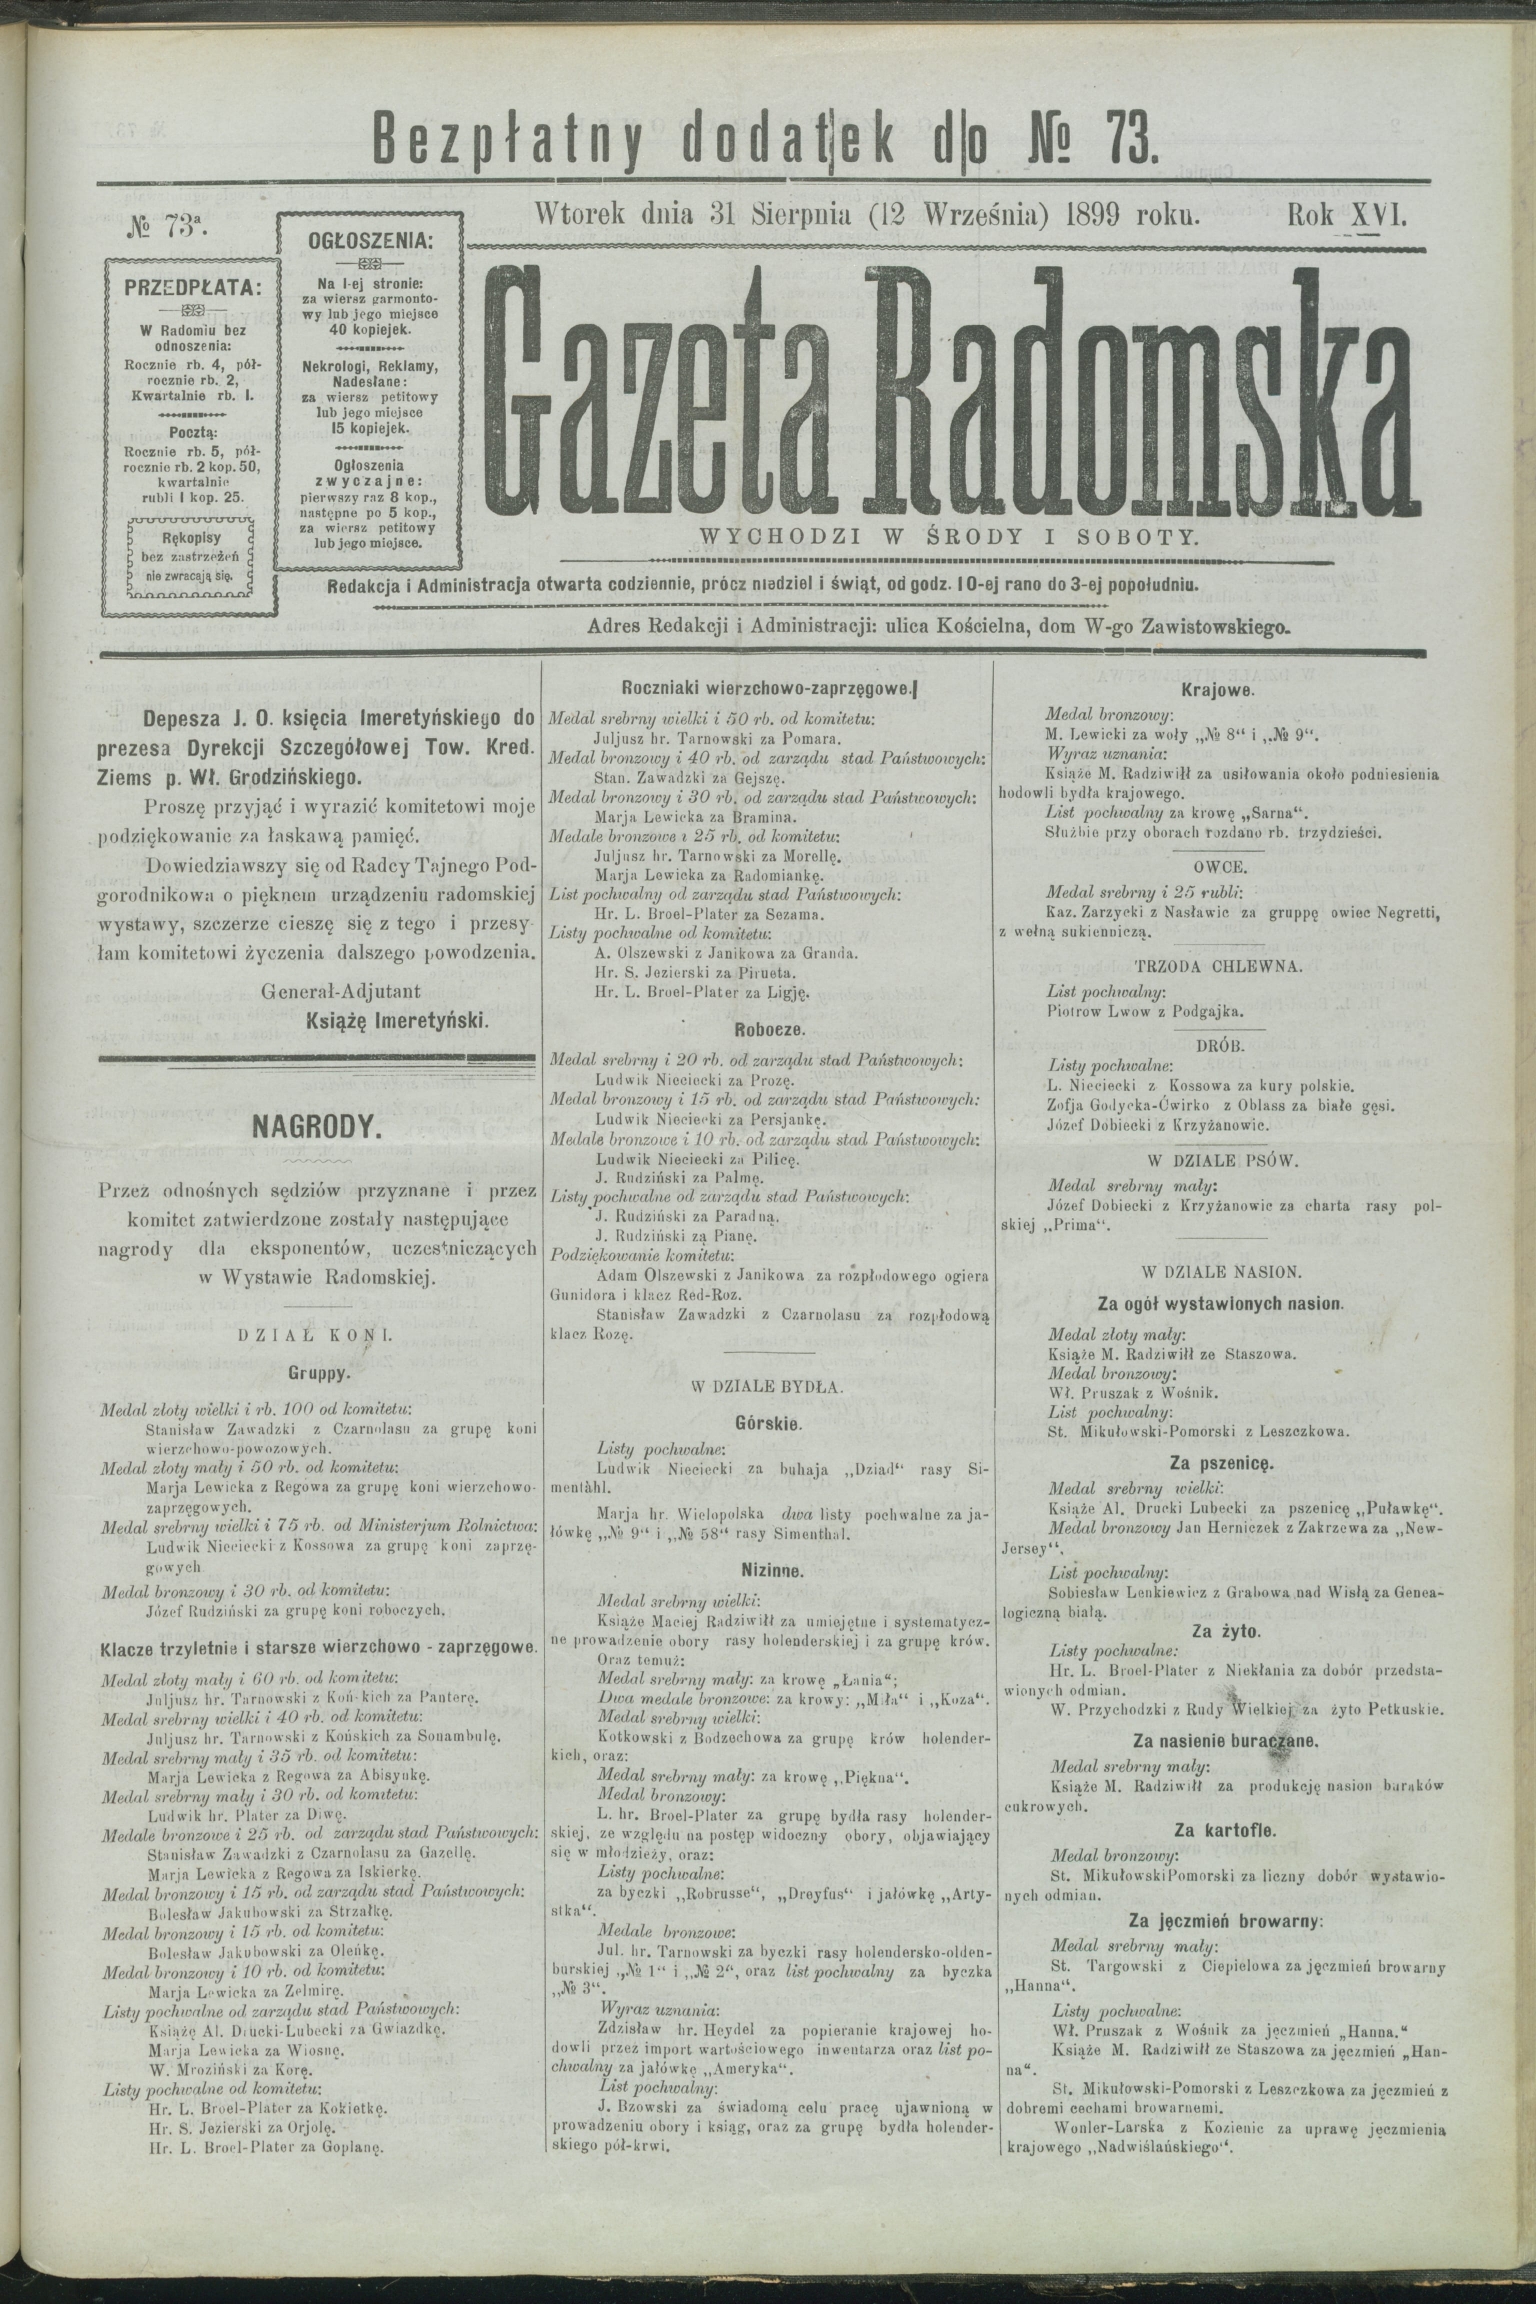 Bezpłatny dodatek do № 73.
№ 73ª.
Wtorek dnia 31 Sierpnia (12 Września) 1899 roku.
Rok XVI.
PRZEDPŁATA:
W Radomiu bez
odnoszenia:
Rocznie rb. 4, pół-
rocznie rb. 2,
Kwartalnie rb. 1.
Pocztą:
Rocznie rb. 5, pół-
rocznie rb. 2 kop. 50,
kwartalnie
rubli 1 kop. 25.
Rękopisy
bez zastrzeżeń
nie zwracają się.
OGŁOSZENIA:
Na I-ej stronie:
za wiersz garmonto-
wy lub jego miejsce
40 kopiejek.
Nekrologi, Reklamy,
Nadesłane:
za wiersz petitowy
lub jego miejsce
15 kopiejek.
Ogłoszenia
zwyczajne:
pierwszy raz 8 kop.,
następne po 5 kop.,
za wiersz petitowy
lub jego miejsce.
Gazeta Radomska
WYCHODZI W ŚRODY I SOBOTY.
Redakcja i Administracja otwarta codziennie, prócz niedziel i świąt, od godz. 10-ej rano do 3-ej popołudniu.
Adres Redakcji i Administracji: ulica Kościelna, dom W-go Zawistowskiego.
Depesza J. O. księcia Imeretyńskiego do
prezesa Dyrekcji Szczegółowej Tow. Kred.
Ziems p. Wł. Grodzińskiego.
Proszę przyjąć i wyrazić komitetowi moje
podziękowanie za łaskawą pamięć.
Dowiedziawszy się od Radcy Tajnego Pod-
gorodnikowa o pięknem urządzeniu radomskiej
wystawy, szczerze cieszę się z tego i przesy-
łam komitetowi życzenia dalszego powodzenia.
Generał-Adjutant
Książę Imeretyński.
NAGRODY.
Przez odnośnych sędziów przyznane i przez
komitet zatwierdzone zostały następujące
nagrody dla eksponentów, uczestniczących
w Wystawie Radomskiej.
DZIAŁ KONI.
Gruppy.
Medal złoty wielki i rb. 100 od komitetu:
Stanisław Zawadzki z Czarnolasu za grupę koni
wierzchowo-powozowych.
Medal złoty mały i 50 rb. od komitetu:
Marja Lewicka z Regowa za grupę koni wierzchowo-
zaprzęgowych.
Medal srebrny wielki i 75 rb. od Ministerjum Rolnictwa:
Ludwik Nieciecki z Kossowa za grupę koni zaprzę-
gowych
Medal bronzowy i 30 rb. od komitetu:
Józef Rudziński za grupę koni roboczych.
Klacze trzyletnie i starsze wierzchowo-zaprzęgowe.
Medal złoty mały i 60 rb. od komitetu:
Juljusz hr. Tarnowski z Koń-kich za Panterę.
Medal srebrny wielki i 40 rb. od komitetu:
Juljusz hr. Tarnowski z Końskich za Sonambulę.
Medal srebrny mały i 35 rb. od komitetu:
Marja Lewicka z Regowa za Abisynkę.
Medal srebrny mały i 30 rb. od komitetu:
Ludwik hr. Plater za Diwę.
Medale bronzowe i 25 rb. od zarządu stad Państwowych:
Stanisław Zawadzki z Czarnolasu za Gazellę.
Marja Lewicka z Regowa za Iskierkę.
Medal bronzowy i 15 rb. od zarządu stad Państwowych:
Bolesław Jakubowski za Strzałkę.
Medal bronzowy i 15 rb. od komitetu:
Bolesław Jakubowski za Oleńkę.
Medal bronzowy i 10 rb. od komitetu:
Marja Lewicka za Zelmirę.
Listy pochwalne od zarządu stad Państwowych:
Książę Al. Drucki-Lubecki za Gwiazdkę.
Marja Lewicka za Wiosnę.
W. Mroziński za Korę.
Listy pochwalne od komitetu:
Hr. L. Broel-Plater za Kokietkę.
Hr. S. Jezierski za Orjolę.
Hr. L. Broel-Plater za Goplanę.
Roczniaki wierzchowo-zaprzęgowe.
Medal srebrny wielki i 50 rb. od komitetu:
Juljusz hr. Tarnowski za Pomara.
Medal bronzowy i 40 rb. od zarządu stad Państwowych:
Stan. Zawadzki za Gejszę.
Medal bronzowy i 30 rb. od zarządu stad Państwowych:
Marja Lewicka za Bramina.
Medale bronzowe i 25 rb. od komitetu:
Juljusz hr. Tarnowski za Morellę.
Marja Lewicka za Radomiankę.
List pochwalny od zarządu stad Państwowych:
Hr. L. Broel-Plater za Sezama.
Listy pochwalne od komitetu:
A. Olszewski z Janikowa za Granda.
Hr. S. Jezierski za Pirueta.
Hr. L. Broel-Plater za Ligję.
Robocze.
Medal srebrny i 20 rb. od zarządu stad Państwowych:
Ludwik Nieciecki za Prozę.
Medal bronzowy i 15 rb. od zarządu stad Państwowych:
Ludwik Nieciecki za Persjankę.
Medale bronzowe i 10 rb. od zarządu stad Państwowych:
Ludwik Nieciecki za Pilicę.
J. Rudziński za Palmę.
Listy pochwalne od zarządu stad Państwowych:
J. Rudziński za Paradną.
J. Rudziński zą Pianę.
Podziękowanie komitetu:
Adam Olszewski z Janikowa za rozpłodowego ogiera
Gunidora i klacz Red-Roz.
Stanisław Zawadzki z Czarnolasu za rozpłodową
klacz Rozę.
W DZIALE BYDŁA.
Górskie.
Listy pochwalne:
Ludwik Nieciecki za buhaja „Dziad“ rasy Si-
mentàhl.
Marja hr. Wielopolska dwa listy pochwalne za ja-
łówkę „№ 9“ i „№ 58“ rasy Simenthal.
Nizinne.
Medal srebrny wielki:
Książe Maciej Radziwiłł za umiejętne i systematycz-
ne prowadzenie obory rasy holenderskiej i za grupę krów.
Oraz temuż:
Medal srebrny mały: za krowę „Łania“;
Dwa medale bronzowe: za krowy: „Miła“ i „Koza“.
Medal srebrny wielki:
Kotkowski z Bodzechowa za grupę krów holender-
kich, oraz:
Medal srebrny mały: za krowę „Piękna“.
Medal bronzowy:
L. hr. Broel-Plater za grupę bydła rasy holender-
skiej, ze względu na postęp widoczny obory, objawiający
się w młodzieży, oraz:
Listy pochwalne:
za byczki „Robrusse“, „Dreyfus“ i jałówkę „Arty-
stka“.
Medale bronzowe:
Jul. hr. Tarnowski za byczki rasy holendersko-olden-
burskiej „№ 1“ i „№ 2“, oraz list pochwalny za byczka
„№ 3“.
Wyraz uznania:
Zdzisław hr. Heydel za popieranie krajowej ho-
dowli przez import wartościowego inwentarza oraz list po-
chwalny za jałówkę „Ameryka“.
List pochwalny:
J. Bzowski za świadomą celu pracę ujawnioną w
prowadzeniu obory i ksiąg, oraz za grupę bydła holender-
skiego pół-krwi.
Krajowe.
Medal bronzowy:
M. Lewicki za woły „№ 8“ i „№ 9“.
Wyraz uznania:
Książe M. Radziwiłł za usiłowania około podniesienia
hodowli bydła krajowego.
List pochwalny za krowę „Sarna“.
Służbie przy oborach rozdano rb. trzydzieści.
OWCE.
Medal srebrny i 25 rubli:
Kaz. Zarzycki z Nasławic za gruppę owiec Negretti,
z wełną sukienniczą.
TRZODA CHLEWNA.
List pochwalny:
Piotrów Lwow z Podgajka.
DRÓB.
Listy pochwalne:
L. Nieciecki z Kossowa za kury polskie.
Zofja Godycka-Ćwirko z Oblass za białe gęsi.
Józef Dobiecki z Krzyżanowic.
W DZIALE PSÓW.
Medal srebrny mały:
Józef Dobiecki z Krzyżanowic za charta rasy pol-
skiej „Prima“.
W DZIALE NASION.
Za ogół wystawionych nasion.
Medal złoty mały:
Książe M. Radziwiłł ze Staszowa.
Medal bronzowy:
Wł. Pruszak z Wośnik.
List pochwalny:
St. Mikułowski-Pomorski z Leszczkowa.
Za pszenicę.
Medal srebrny wielki:
Książe Al. Drucki Lubecki za pszenicę „Puławkę“.
Medal bronzowy Jan Herniczek z Zakrzewa za „New-
Jersey“.
List pochwalny:
Sobiesław Lenkiewicz z Grabowa nad Wisłą za Genea-
logiczną białą.
Za żyto.
Listy pochwalne:
Hr. L. Broel-Plater z Niekłania za dobór przedsta-
wionych odmian.
W. Przychodzki z Rudy Wielkiej za żyto Petkuskie.
Za nasienie buraczane.
Medal srebrny mały:
Książe M. Radziwiłł za produkcję nasion buraków
cukrowych.
Za kartofle.
Medal bronzowy:
St. MikułowskiPomorski za liczny dobór wystawio-
nych odmian.
Za jęczmień browarny:
Medal srebrny mały:
St. Targowski z Ciepielowa za jęczmień browarny
„Hanna“.
Listy pochwalne:
Wł. Pruszak z Wośnik za jęczmień „Hanna.“
Książe M. Radziwiłł ze Staszowa za jęczmień „Han-
na“.
St. Mikułowski-Pomorski z Leszczkowa za jęczmień z
dobremi cechami browarnemi.
Wonler-Larska z Kozienic za uprawę jęczmienia
krajowego „Nadwiślańskiego“.